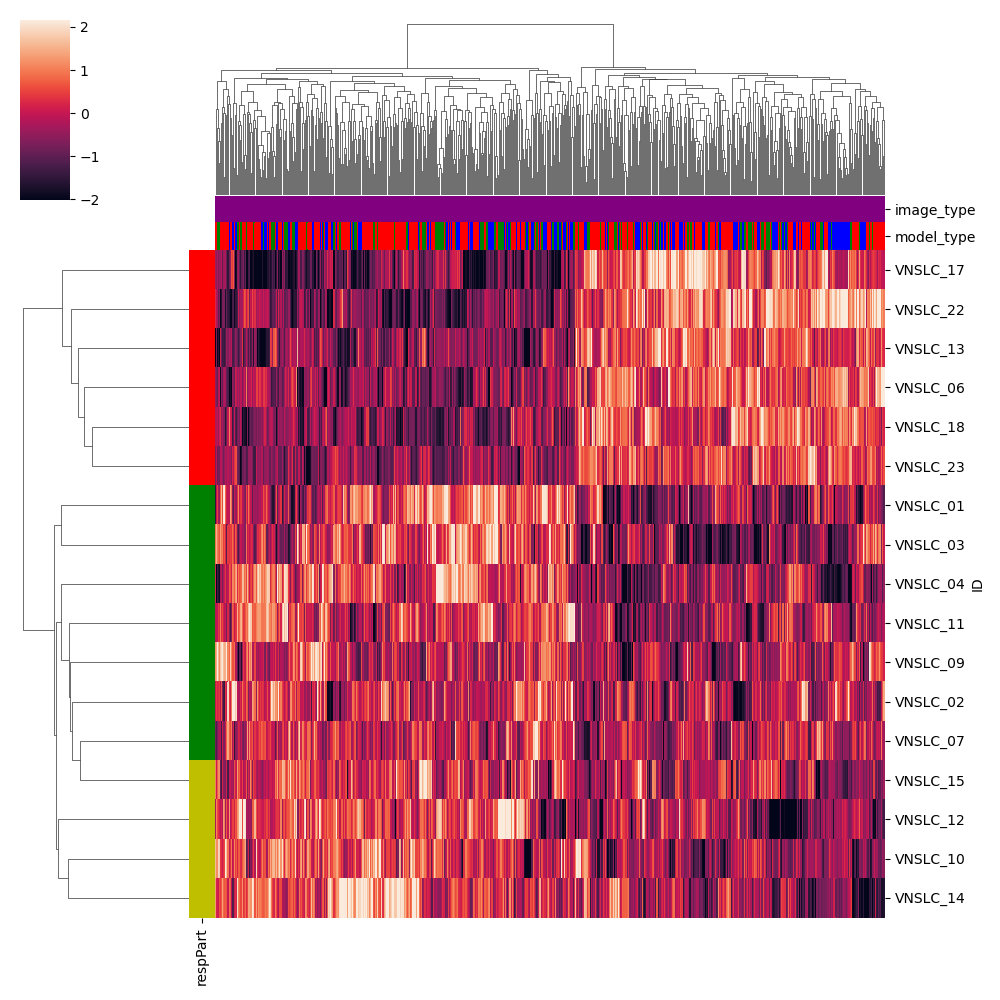 2
1
0
−1
−2
image_type
model_type
VNSLC_17
VNSLC_22
VNSLC_13
VNSLC_06
VNSLC_18
VNSLC_23
VNSLC_01
VNSLC_03
VNSLC_04
VNSLC_11
VNSLC_09
VNSLC_02
VNSLC_07
VNSLC_15
VNSLC_12
VNSLC_10
VNSLC_14
ID
respPart